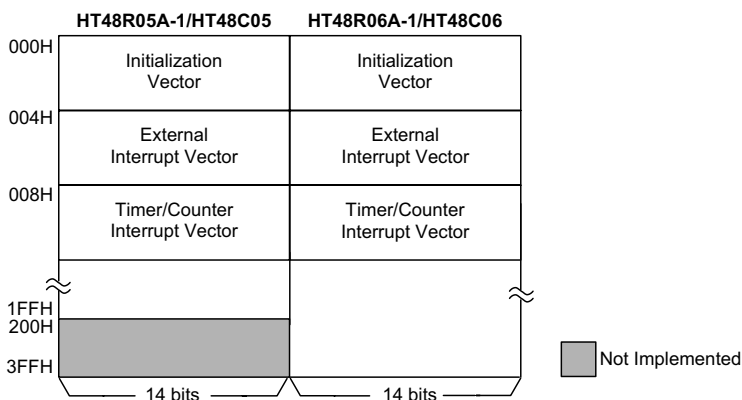 HT48R05A-1/HT48C05 HT48R06A-1/HT48C06
000H
Initialization
Vector
Initialization
Vector
004H
External
Interrupt Vector
External
Interrupt Vector
008H
Timer/Counter
Interrupt Vector
Timer/Counter
Interrupt Vector
1FFH
200H
3FFH
Not Implemented
14 bits 14 bits